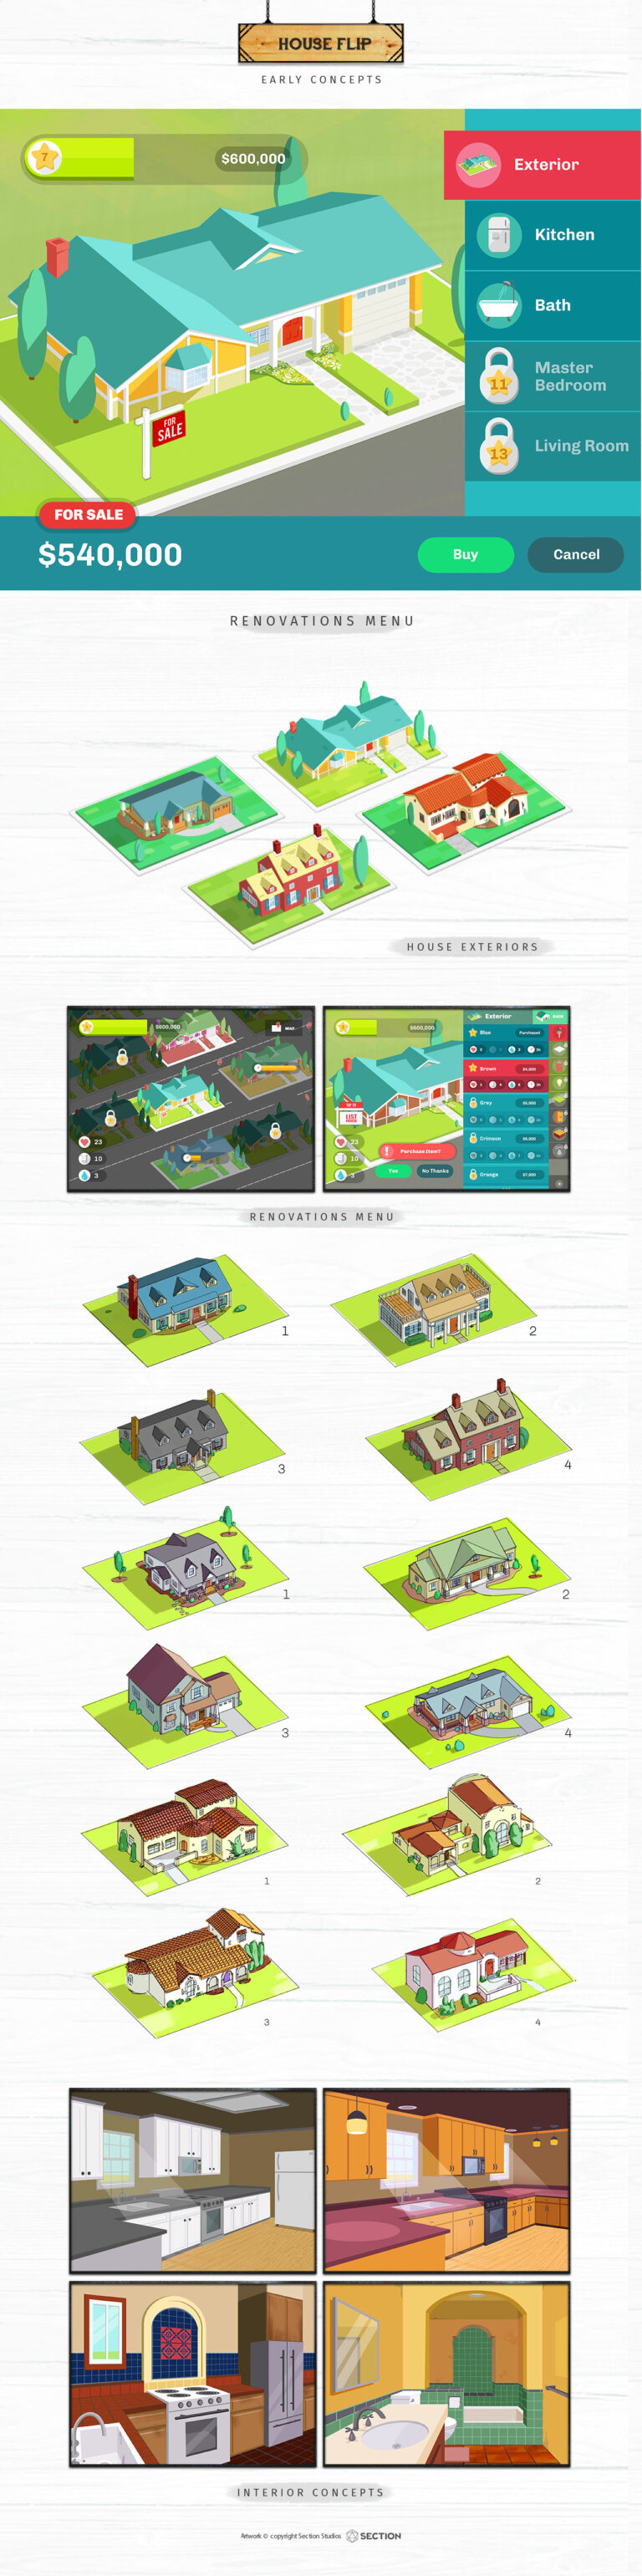 HOUSE FLIP
EARLY CONCEPTS
7
$600,000
Exterior
Kitchen
Bath
11
Master
Bedroom
13
Living Room
FOR
SALE
FOR SALE
$540,000
Buy
Cancel
RENOVATIONS MENU
HOUSE EXTERIORS
$600,000
MAP
23
10
3
$600,000
Exterior
Blue
Purchased
Brown
Grey
Crimson
Orange
LIST
23
10
3
Purchase Item?
Yes
No Thanks
RENOVATIONS MENU
1
2
3
4
1
2
3
4
1
2
3
4
INTERIOR CONCEPTS
Artwork © copyright Section Studios
SECTION